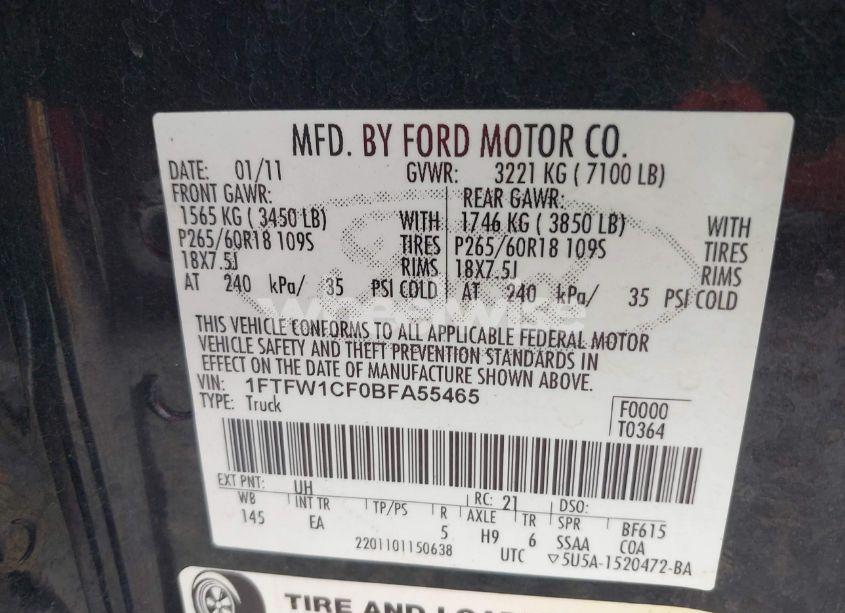 MFD. BY FORD MOTOR CO.
DATE: 01/11 GVWR: 3221 KG ( 7100 LB)
FRONT GAWR: REAR GAWR:
1565 KG ( 3450 LB) WITH 1746 KG ( 3850 LB) WITH
P265/60R18 109S TIRES P265/60R18 109S TIRES
18X7.5J RIMS 18X7.5J RIMS
AT 240 kPa/ 35 PSI COLD AT 240 kPa/ 35 PSI COLD
THIS VEHICLE CONFORMS TO ALL APPLICABLE FEDERAL MOTOR
VEHICLE SAFETY AND THEFT PREVENTION STANDARDS IN
EFFECT ON THE DATE OF MANUFACTURE SHOWN ABOVE.
VIN: 1FTFW1CF0BFA55465
TYPE: Truck
F0000
T0364
EXT PNT: UH RC: 21 DSO:
WB INT TR TP/PS R AXLE TR SPR BF615
145 EA 5 H9 6 SSAA COA
2201101150638 UTC ▽5U5A-1520472-BA